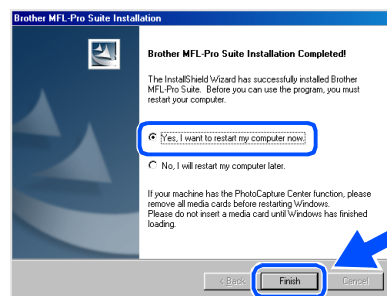 Brother MFL-Pro Suite Installation
Brother MFL-Pro Suite Installation Completed!
The InstallShield Wizard has successfully installed Brother
MFL-Pro Suite. Before you can use the program, you must
restart your computer.
Yes, I want to restart my computer now.
No, I will restart my computer later.
If your machine has the PhotoCapture Center function, please
remove all media cards before restarting Windows.
Please do not insert a media card until Windows has finished
loading.
< Back
Finish
Cancel